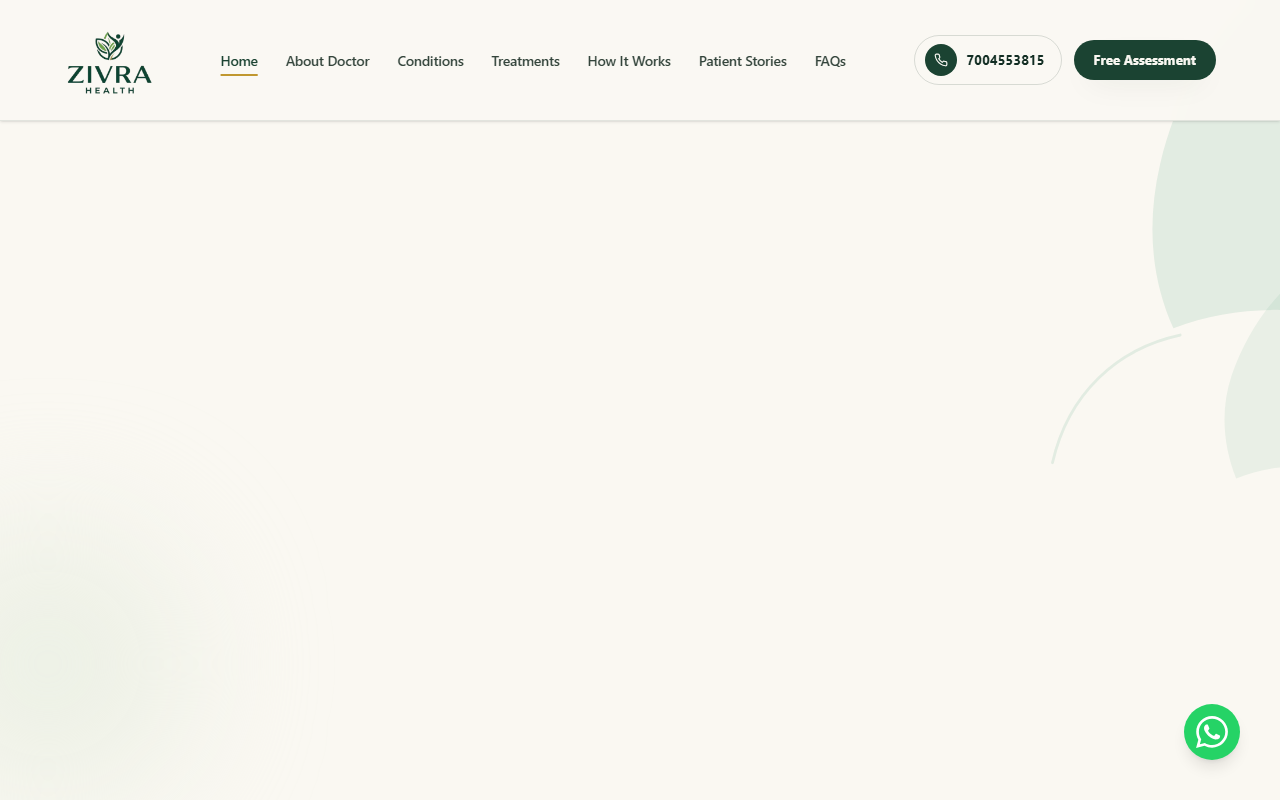 ZIVRA
HEALTH
Home
About Doctor
Conditions
Treatments
How It Works
Patient Stories
FAQs
7004553815
Free Assessment